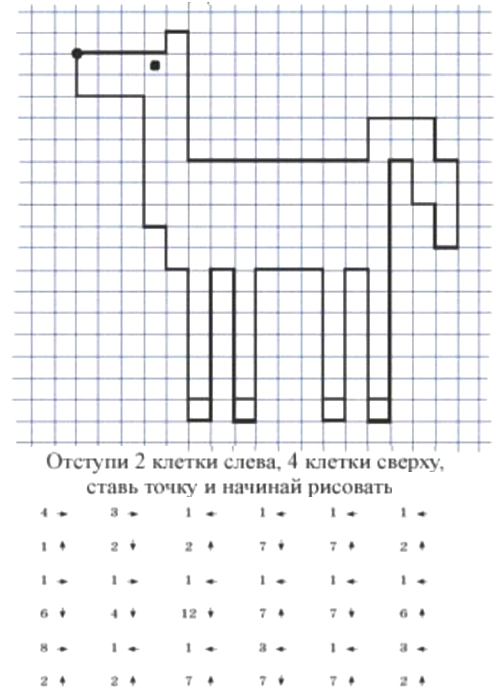 Отступи 2 клетки слева, 4 клетки сверху,
ставь точку и начинай рисовать
4 → 3 → 1 ← 1 ← 1 ← 1 ←
1 ↑ 2 ↓ 2 ↑ 7 ↓ 7 ↑ 2 ↑
1 → 1 → 1 ← 1 ← 1 ← 1 ←
6 ↓ 4 ↓ 12 ↓ 7 ↑ 7 ↓ 6 ↑
8 → 1 ← 1 ← 3 ← 1 ← 3 ←
2 ↑ 2 ↑ 7 ↑ 7 ↓ 7 ↑ 2 ↑